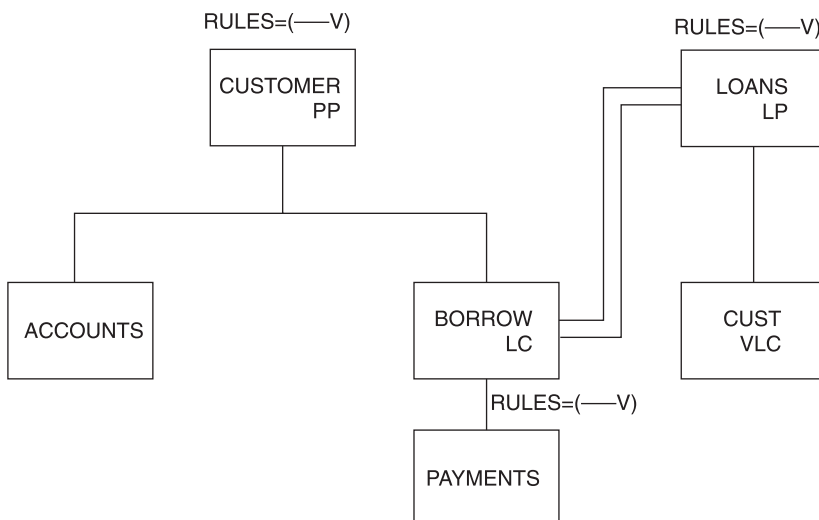 RULES=(——V)
CUSTOMER
PP
RULES=(——V)
LOANS
LP
ACCOUNTS
BORROW
LC
CUST
VLC
RULES=(——V)
PAYMENTS